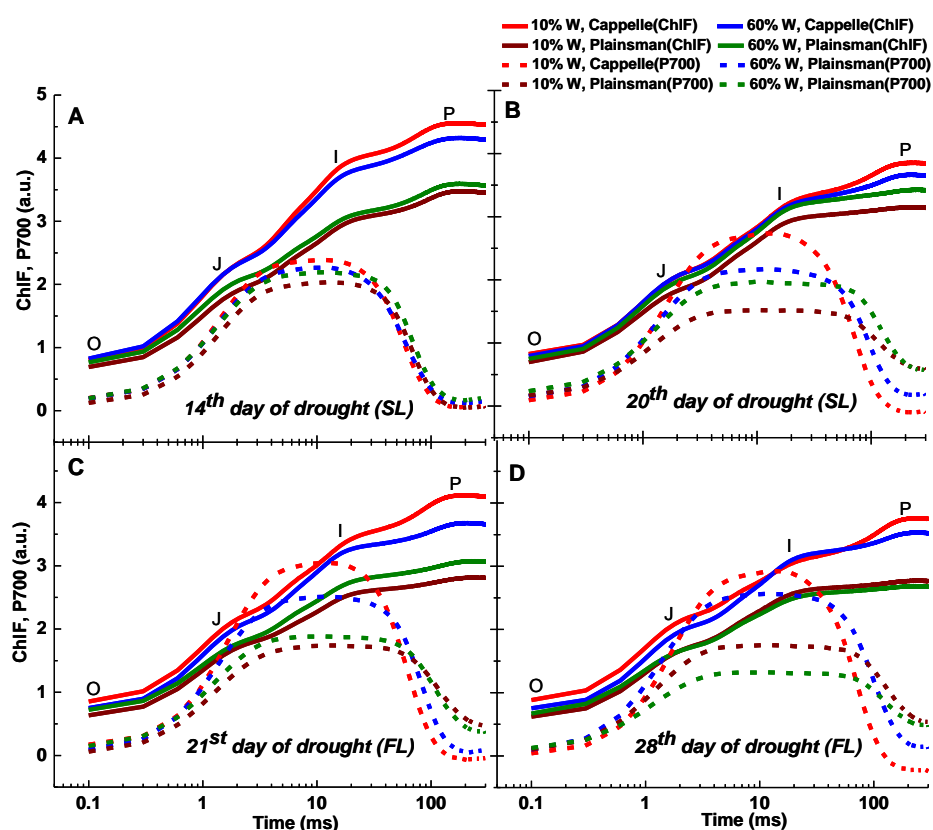 10% W, Cappelle(ChlF) 60% W, Cappelle(ChlF)
10% W, Plainsman(ChlF) 60% W, Plainsman(ChlF)
10% W, Cappelle(P700) 60% W, Plainsman(P700)
10% W, Plainsman(P700) 60% W, Plainsman(P700)
5
4
3
2
1
0
ChlF, P700 (a.u.)
A
O
J
I
P
14th day of drought (SL)
B
O
J
I
P
20th day of drought (SL)
4
3
2
1
0
ChlF, P700 (a.u.)
C
O
J
I
P
21st day of drought (FL)
0.1 1 10 100
Time (ms)
D
O
J
I
P
28th day of drought (FL)
0.1 1 10 100
Time (ms)